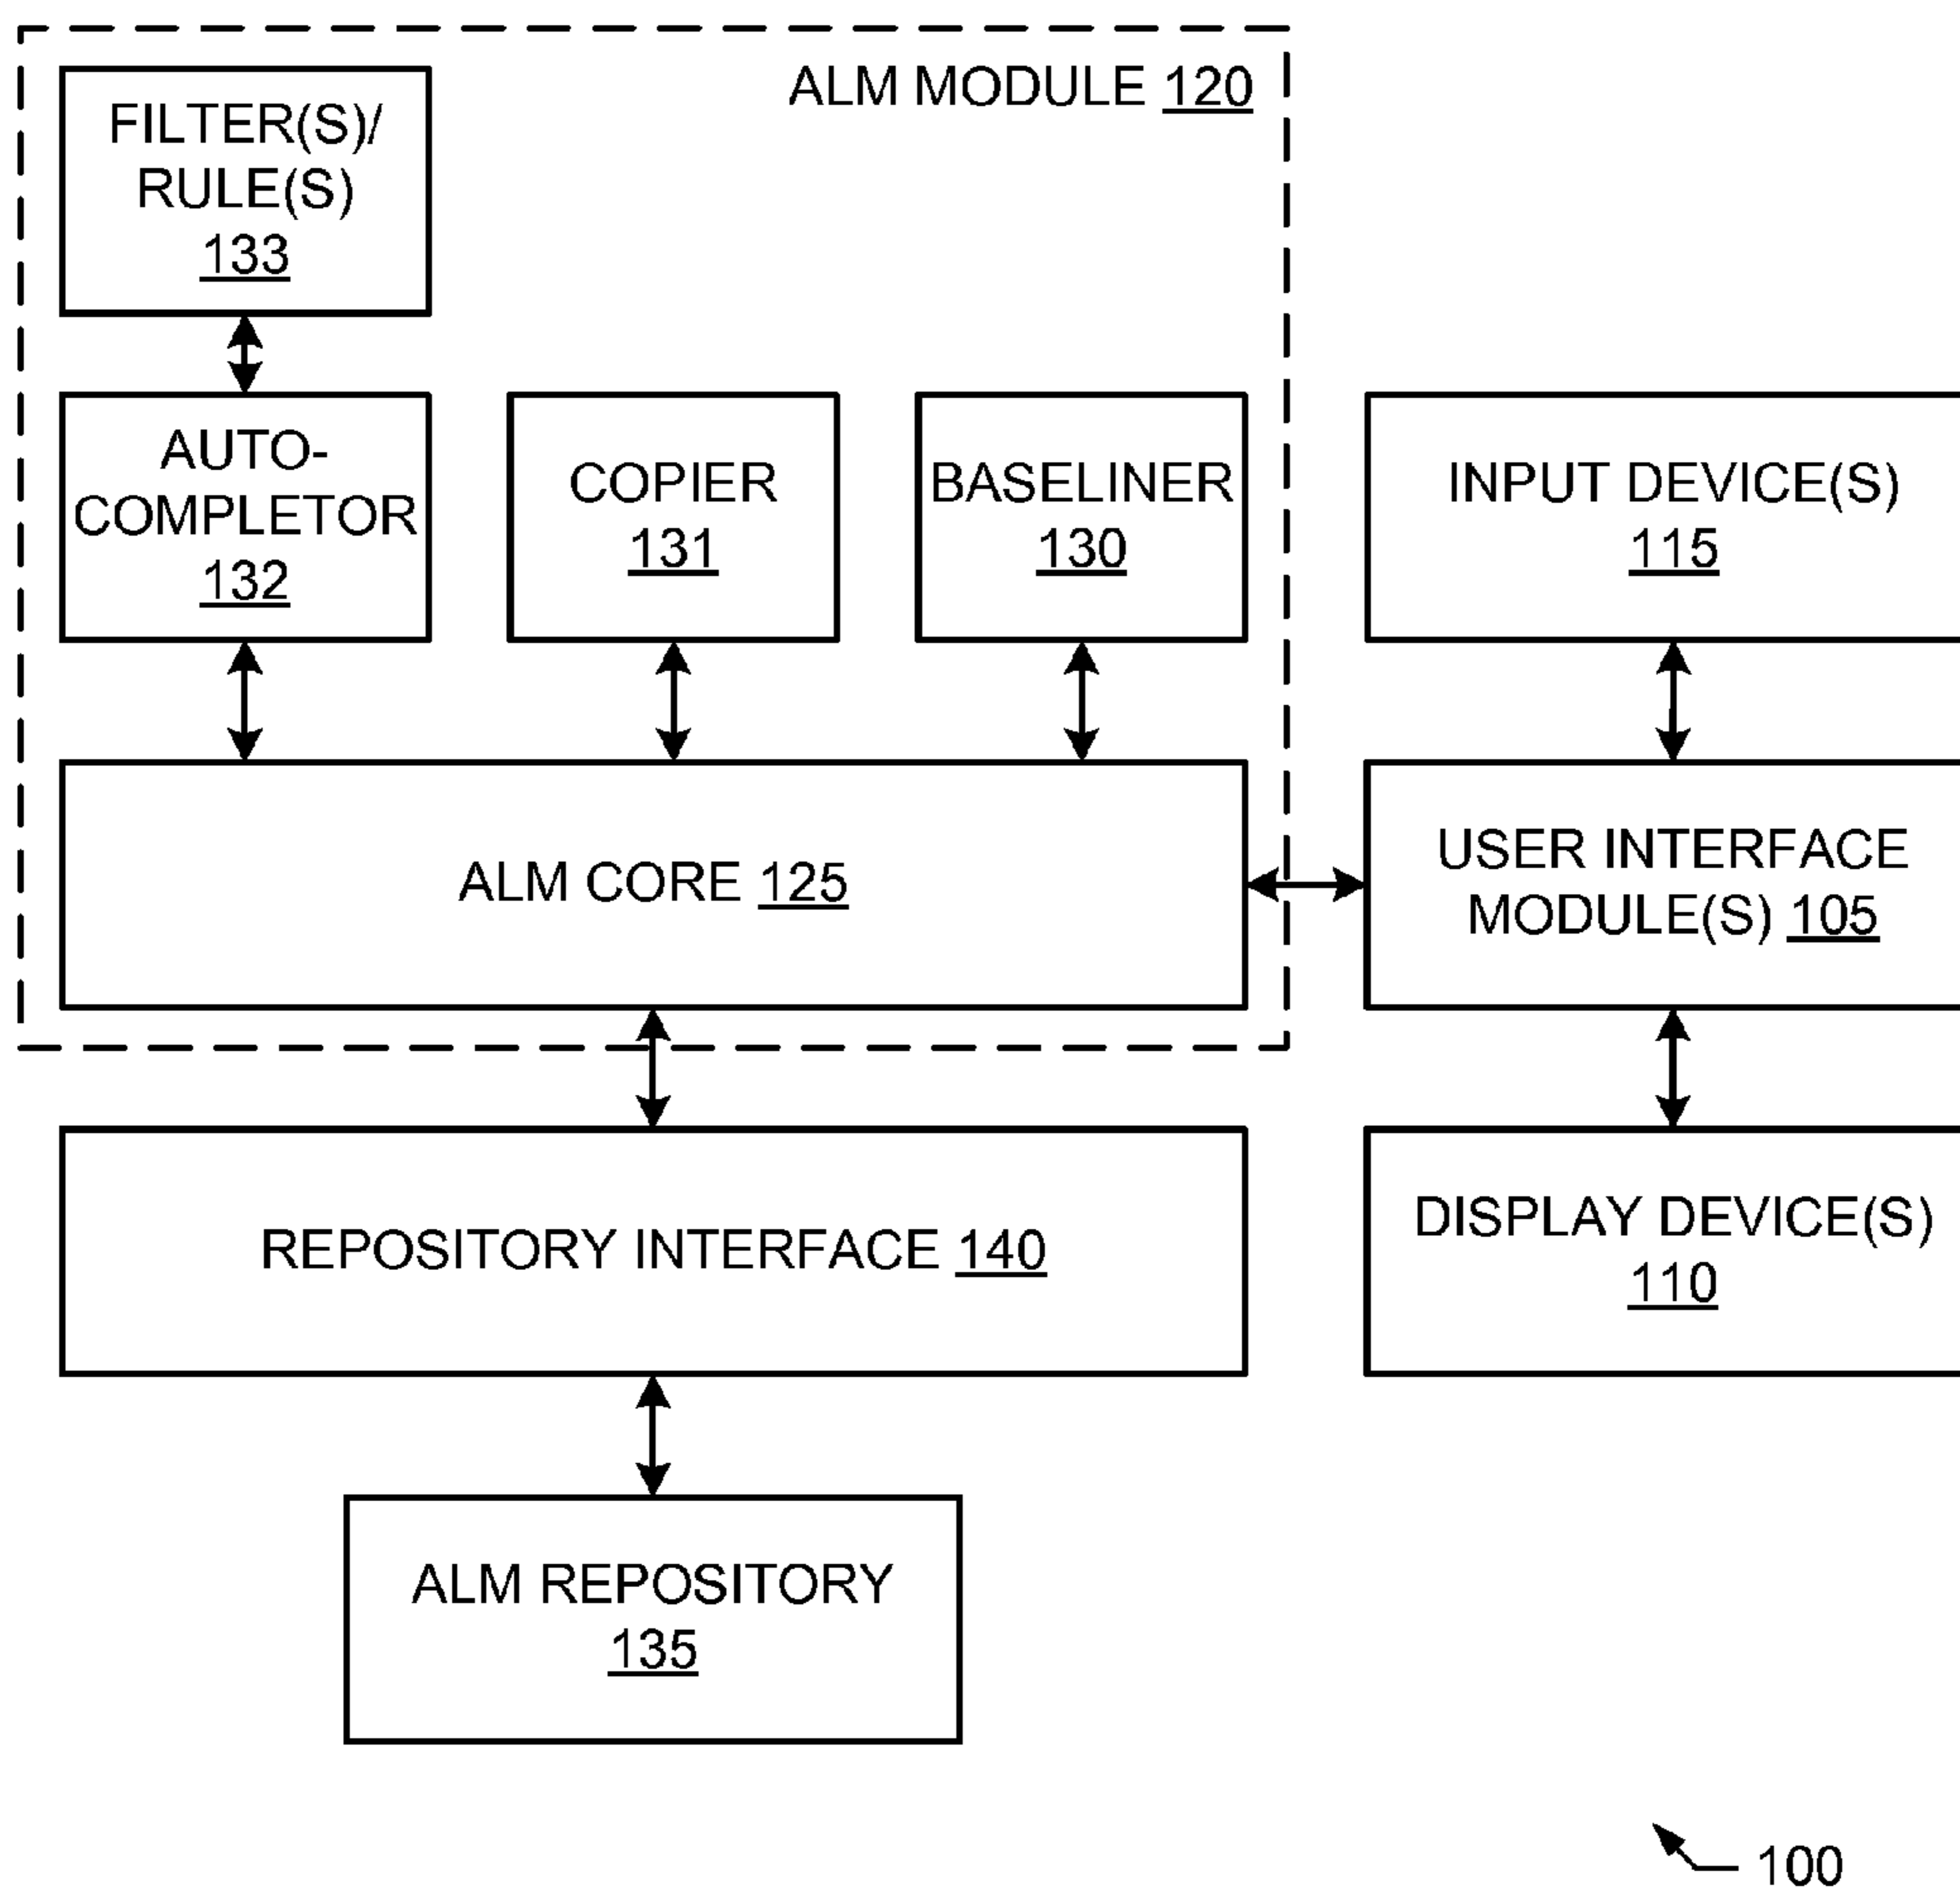 ALM MODULE 120
FILTER(S)/
RULE(S)
133
AUTO-
COMPLETOR
132
COPIER
131
BASELINER
130
INPUT DEVICE(S)
115
ALM CORE 125
USER INTERFACE
MODULE(S) 105
REPOSITORY INTERFACE 140
DISPLAY DEVICE(S)
110
ALM REPOSITORY
135
100